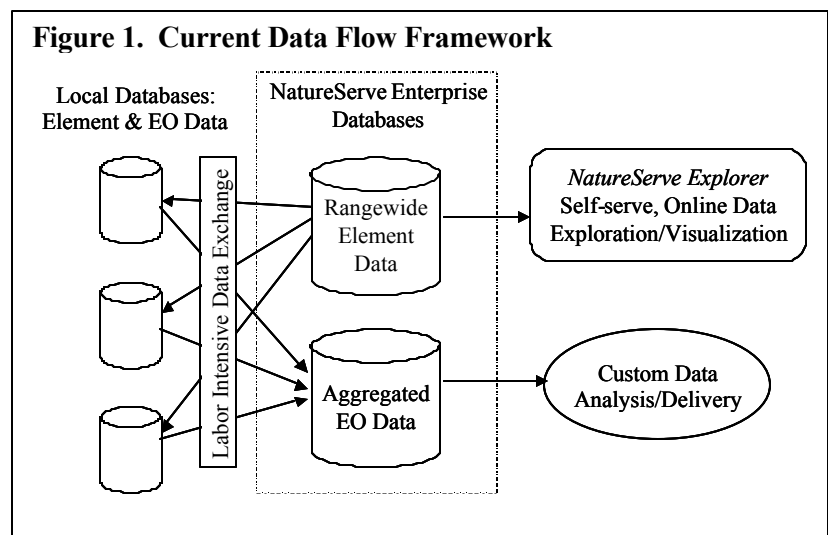 Figure 1. Current Data Flow Framework
Local Databases:
Element & EO Data
NatureServe Enterprise
Databases
Labor Intensive Data Exchange
Rangewide
Element
Data
NatureServe Explorer
Self-serve, Online Data
Exploration/Visualization
Aggregated
EO Data
Custom Data
Analysis/Delivery